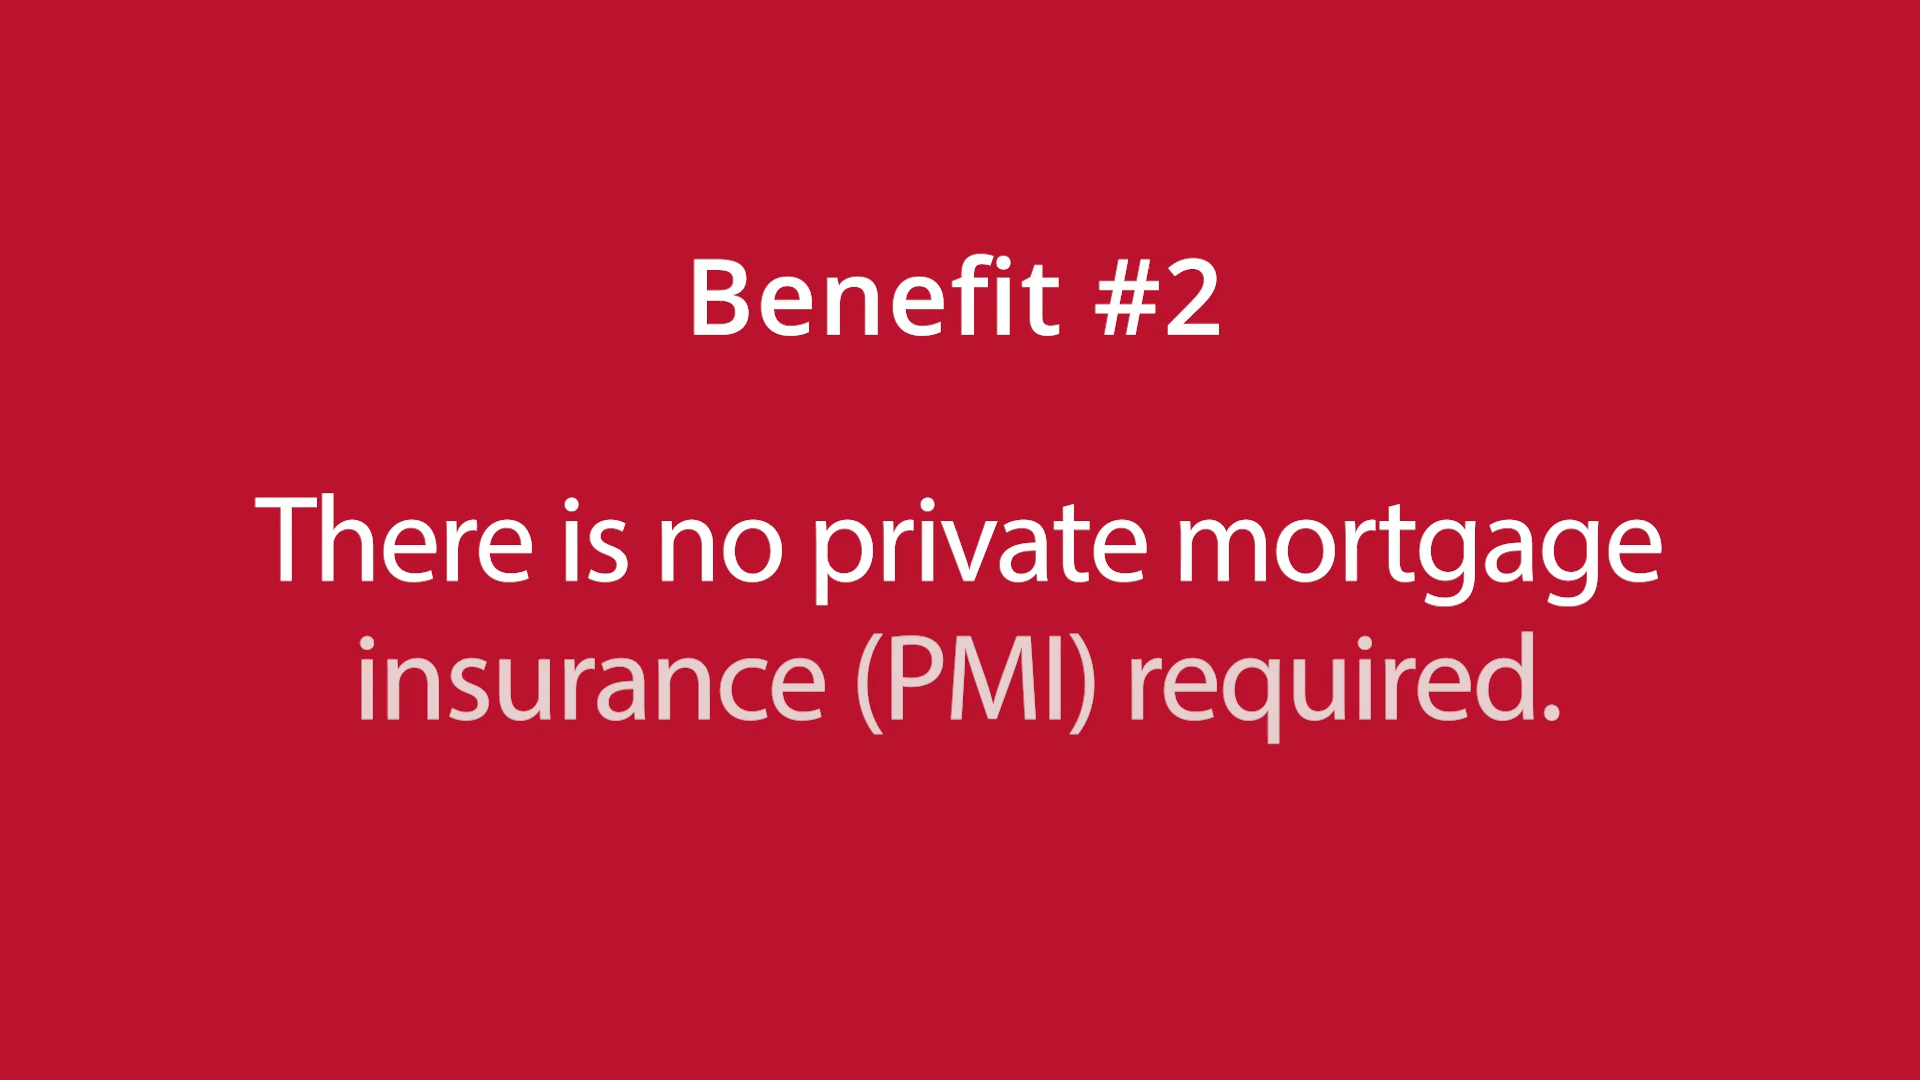 Benefit #2
There is no private mortgage
insurance (PMI) required.